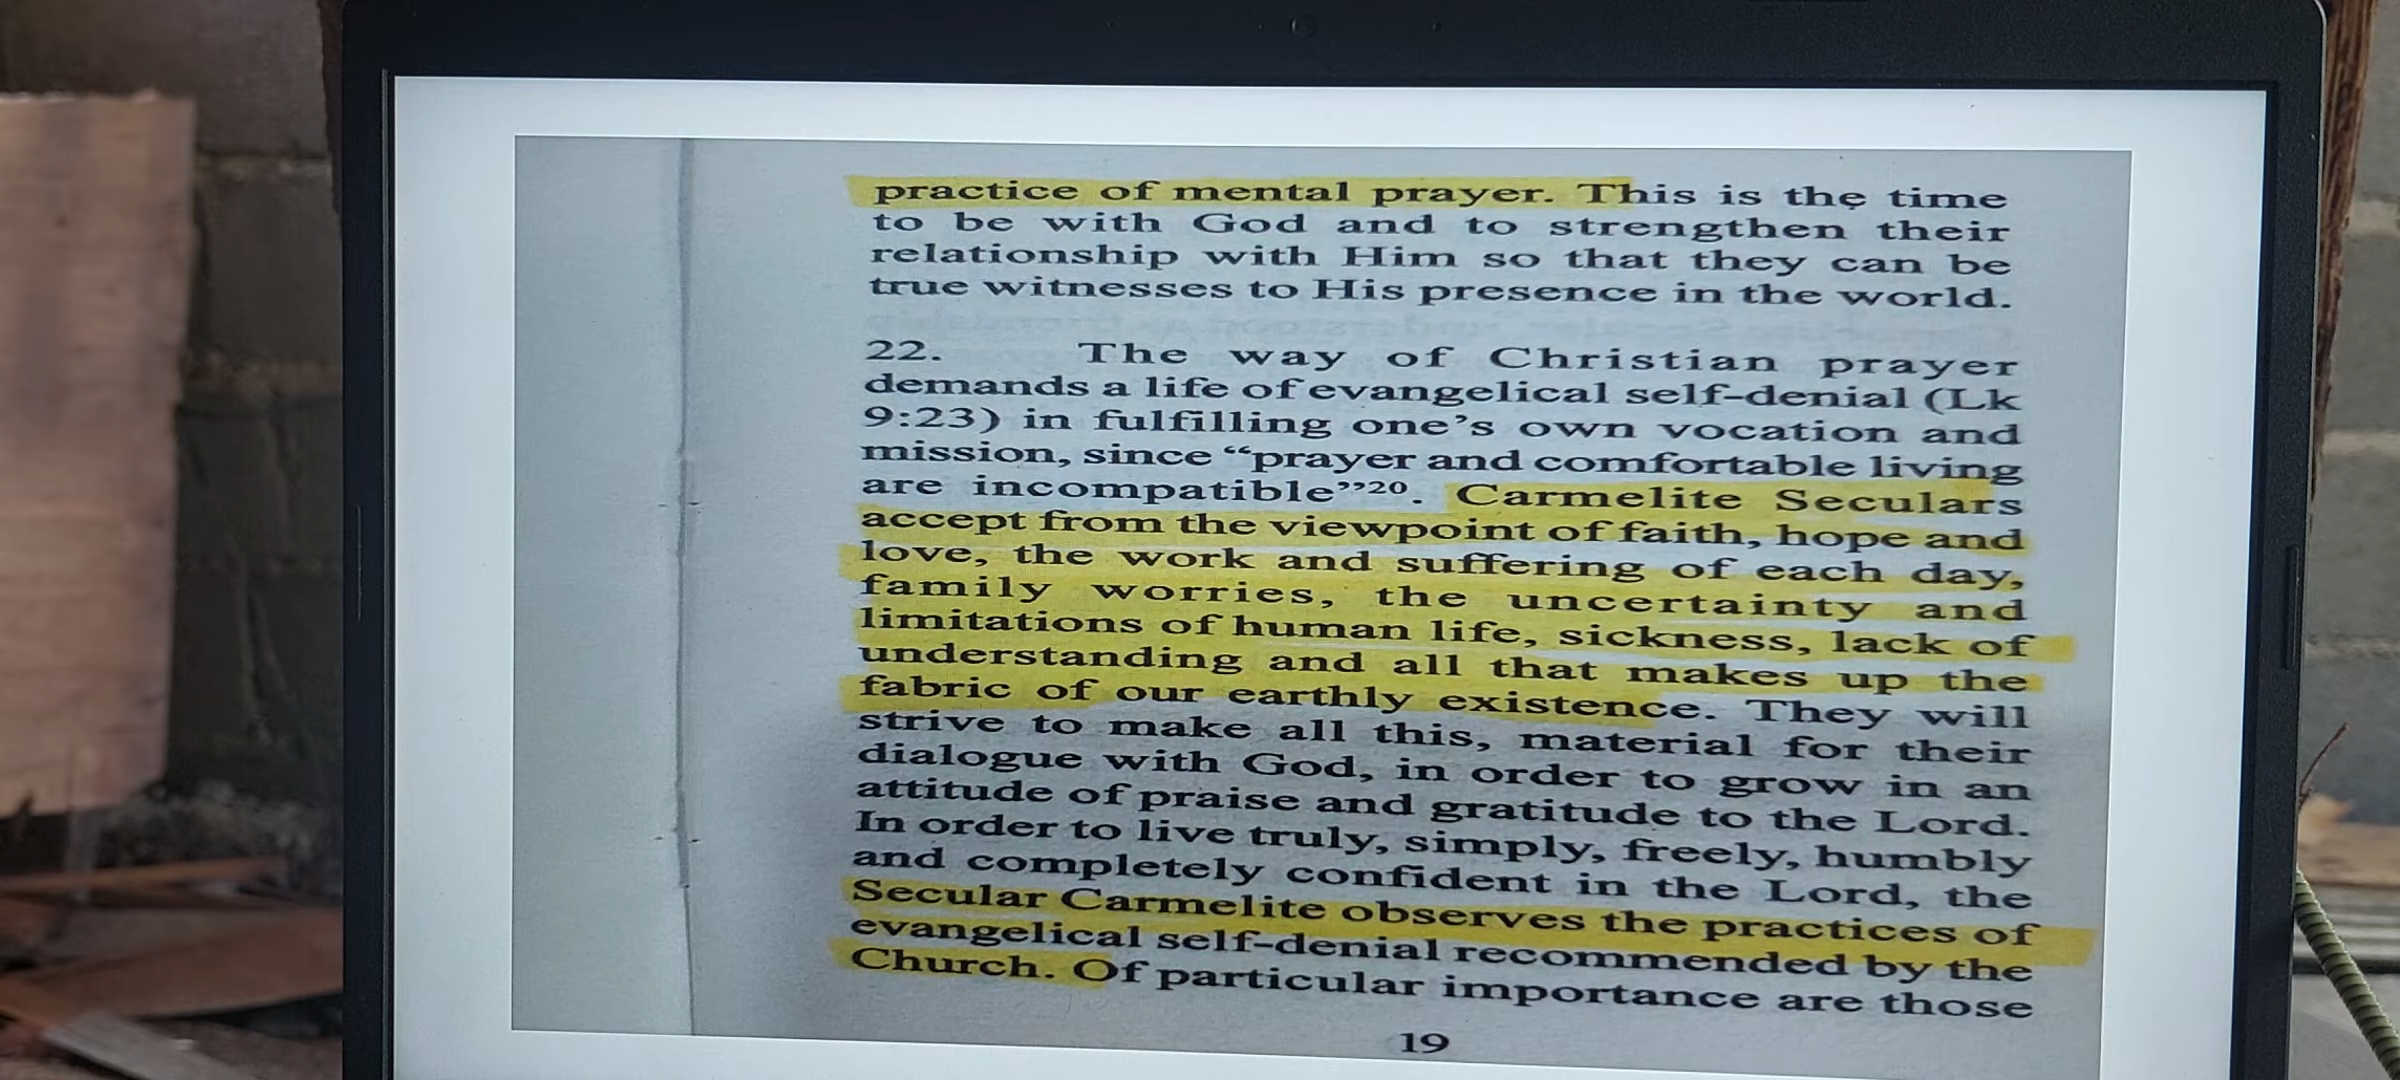 practice of mental prayer. This is the time
to be with God and to strengthen their
relationship with Him so that they can be
true witnesses to His presence in the world.
22. The way of Christian prayer
demands a life of evangelical self-denial (Lk
9:23) in fulfilling one's own vocation and
mission, since “prayer and comfortable living
are incompatible”20. Carmelite Seculars
accept from the viewpoint of faith, hope and
love, the work and suffering of each day,
family worries, the uncertainty and
limitations of human life, sickness, lack of
understanding and all that makes up the
fabric of our earthly existence. They will
strive to make all this, material for their
dialogue with God, in order to grow in an
attitude of praise and gratitude to the Lord.
In order to live truly, simply, freely, humbly
and completely confident in the Lord, the
Secular Carmelite observes the practices of
evangelical self-denial recommended by the
Church. Of particular importance are those
19